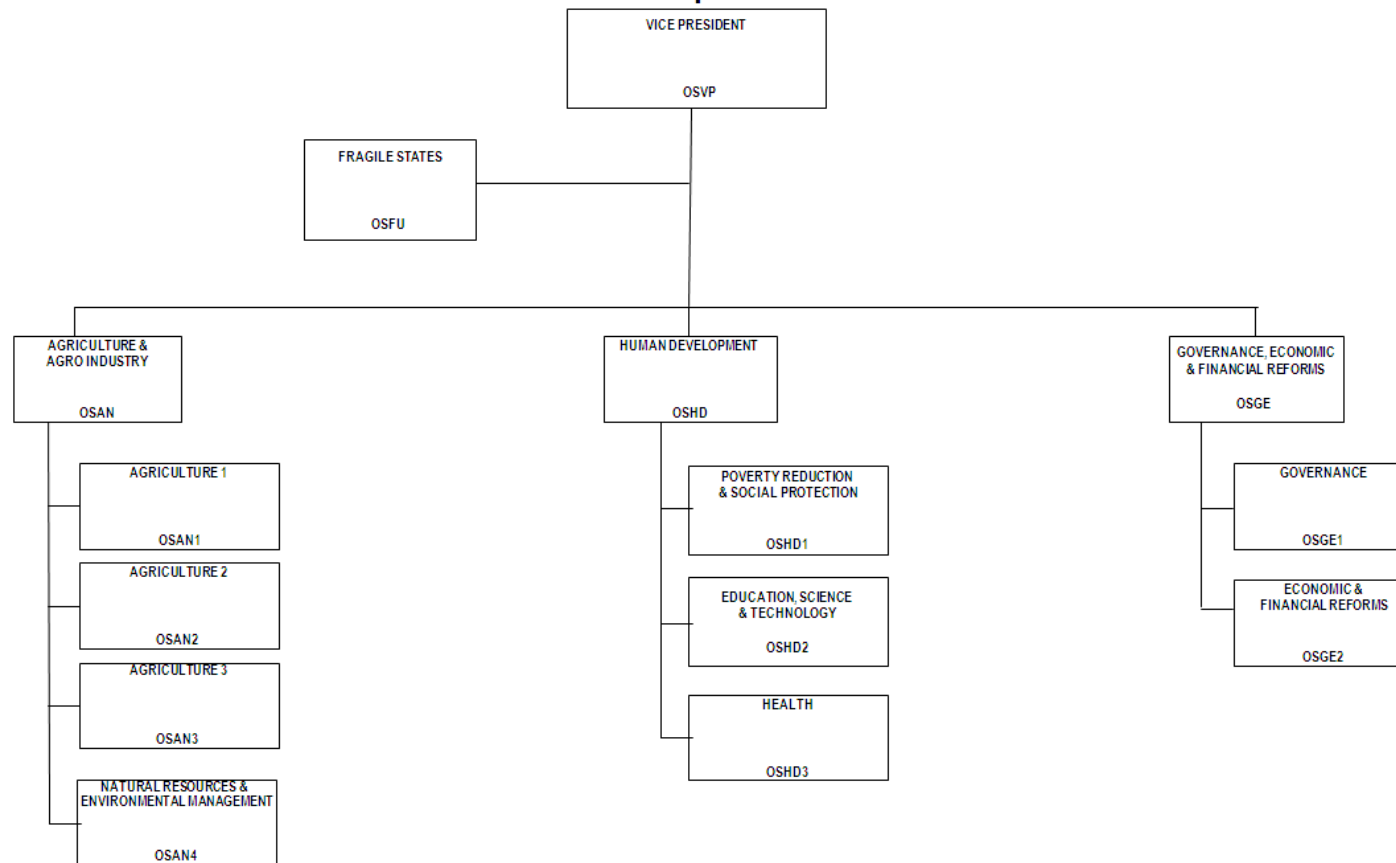 VICE PRESIDENT
OSVP
FRAGILE STATES
OSFU
AGRICULTURE &
AGRO INDUSTRY
OSAN
HUMAN DEVELOPMENT
OSHD
GOVERNANCE, ECONOMIC
& FINANCIAL REFORMS
OSGE
AGRICULTURE 1
OSAN1
AGRICULTURE 2
OSAN2
AGRICULTURE 3
OSAN3
NATURAL RESOURCES &
ENVIRONMENTAL MANAGEMENT
OSAN4
POVERTY REDUCTION
& SOCIAL PROTECTION
OSHD1
EDUCATION, SCIENCE
& TECHNOLOGY
OSHD2
HEALTH
OSHD3
GOVERNANCE
OSGE1
ECONOMIC &
FINANCIAL REFORMS
OSGE2